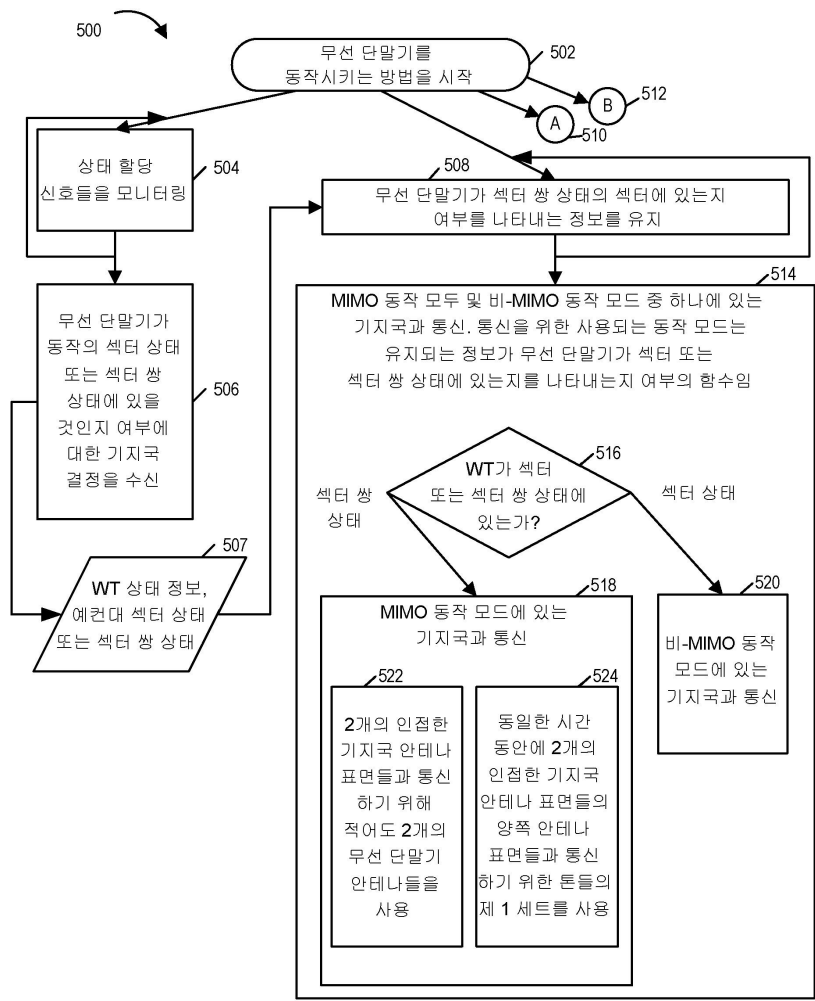 500
무선 단말기를
동작시키는 방법을 시작
502
A
510
B
512
상태 할당
신호들을 모니터링
504
508
무선 단말기가 섹터 쌍 상태의 섹터에 있는지
여부를 나타내는 정보를 유지
무선 단말기가
동작의 섹터 상태
또는 섹터 쌍
상태에 있을
것인지 여부에
대한 기지국
결정을 수신
506
507
WT 상태 정보,
예컨대 섹터 상태
또는 섹터 쌍 상태
514
MIMO 동작 모두 및 비-MIMO 동작 모드 중 하나에 있는
기지국과 통신. 통신을 위한 사용되는 동작 모드는
유지되는 정보가 무선 단말기가 섹터 또는
섹터 쌍 상태에 있는지를 나타내는지 여부의 함수임
516
WT가 섹터
또는 섹터 쌍 상태에
있는가?
섹터 쌍
상태
섹터 상태
518
MIMO 동작 모드에 있는
기지국과 통신
520
비-MIMO 동작
모드에 있는
기지국과 통신
522
2개의 인접한
기지국 안테나
표면들과 통신
하기 위해
적어도 2개의
무선 단말기
안테나들을
사용
524
동일한 시간
동안에 2개의
인접한 기지국
안테나 표면들의
양쪽 안테나
표면들과 통신
하기 위한 톤들의
제 1 세트를 사용